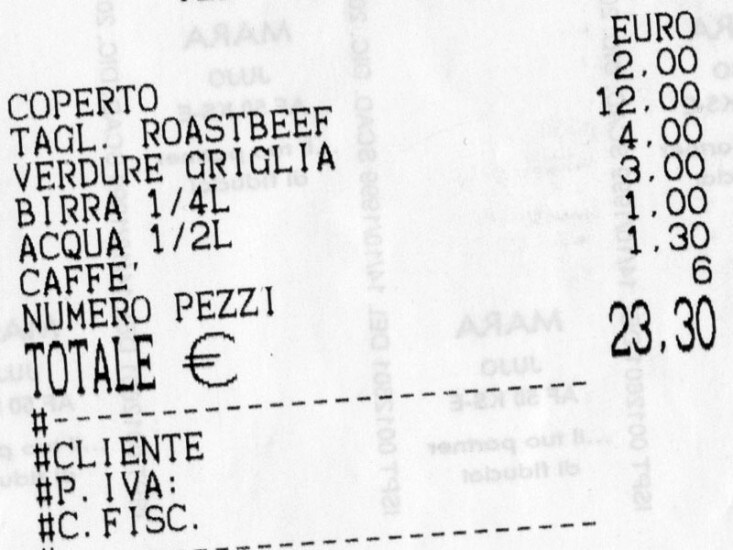 EURO
COPERTO 2.00
TAGL. ROASTBEEF 12.00
VERDURE GRIGLIA 4.00
BIRRA 1/4L 3.00
ACQUA 1/2L 1.00
CAFFE' 1.30
NUMERO PEZZI 6
TOTALE € 23.30
#--------------------------------
#CLIENTE
#P.IVA:
#C.FISC.
#--------------------------------